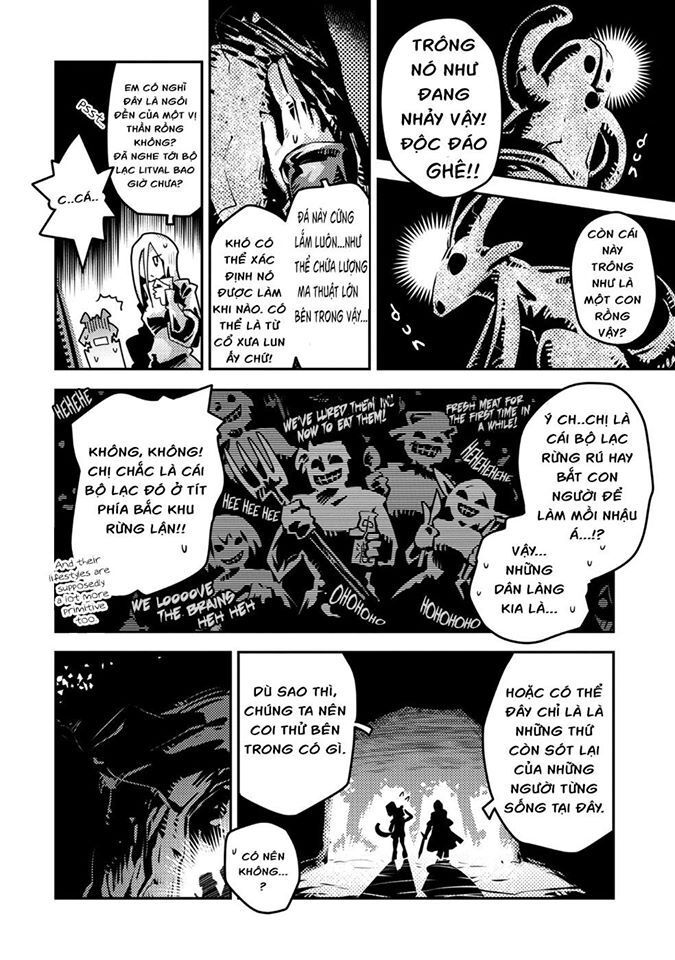 TRÔNG
NÓ NHƯ
ĐANG
NHẢY VẬY!
ĐỘC ĐÁO
GHÊ!!
CÒN CÁI
NÀY
TRÔNG
NHƯ LÀ
MỘT CON
RỒNG
VẬY?
ĐÁ NÀY CỨNG
LẮM LUÔN...NHƯ
THỂ CHỨA LƯỢNG
MA THUẬT LỚN
BÊN TRONG VẬY...
KHÓ CÓ
THỂ XÁC
ĐỊNH NÓ
ĐƯỢC LÀM
KHI NÀO. CÓ
THỂ LÀ TỪ
CỔ XƯA LUN
ẤY CHỨ!
psst...
EM CÓ NGHĨ
ĐÂY LÀ NGÔI
ĐỀN CỦA MỘT VỊ
THẦN RỒNG
KHÔNG?
ĐÃ NGHE TỚI BỘ
LẠC LITVAL BAO
GIỜ CHƯA?
C..CÁ..
Ý CH..CHỊ LÀ
CÁI BỘ LẠC
RỪNG RÚ HAY
BẮT CON
NGƯỜI ĐỂ
LÀM MỒI NHẬU
Á...!?
VẬY...
NHỮNG
DÂN LÀNG
KIA LÀ...
FRESH MEAT FOR
THE FIRST TIME IN
A WHILE!
HEHEHEHEHE
WE'VE LURED THEM IN!
NOW TO EAT THEM!
HEHEHE
HEE HEE HEE
WE LOOOOVE
THE BRAINS
HEH HEH
OHOHOHO
HOHOHOHO
KHÔNG, KHÔNG!
CHỊ CHẮC LÀ CÁI
BỘ LẠC ĐÓ Ở TÍT
PHÍA BẮC KHU
RỪNG LẬN!!
And their
lifestyles are
supposedly
a lot more
primitive
too.
HOẶC CÓ THỂ
ĐÂY CHỈ LÀ LÀ
NHỮNG THỨ
CÒN SÓT LẠI
CỦA NHỮNG
NGƯỜI TỪNG
SỐNG TẠI ĐÂY.
DÙ SAO THÌ,
CHÚNG TA NÊN
COI THỬ BÊN
TRONG CÓ GÌ.
CÓ NÊN
KHÔNG...
?